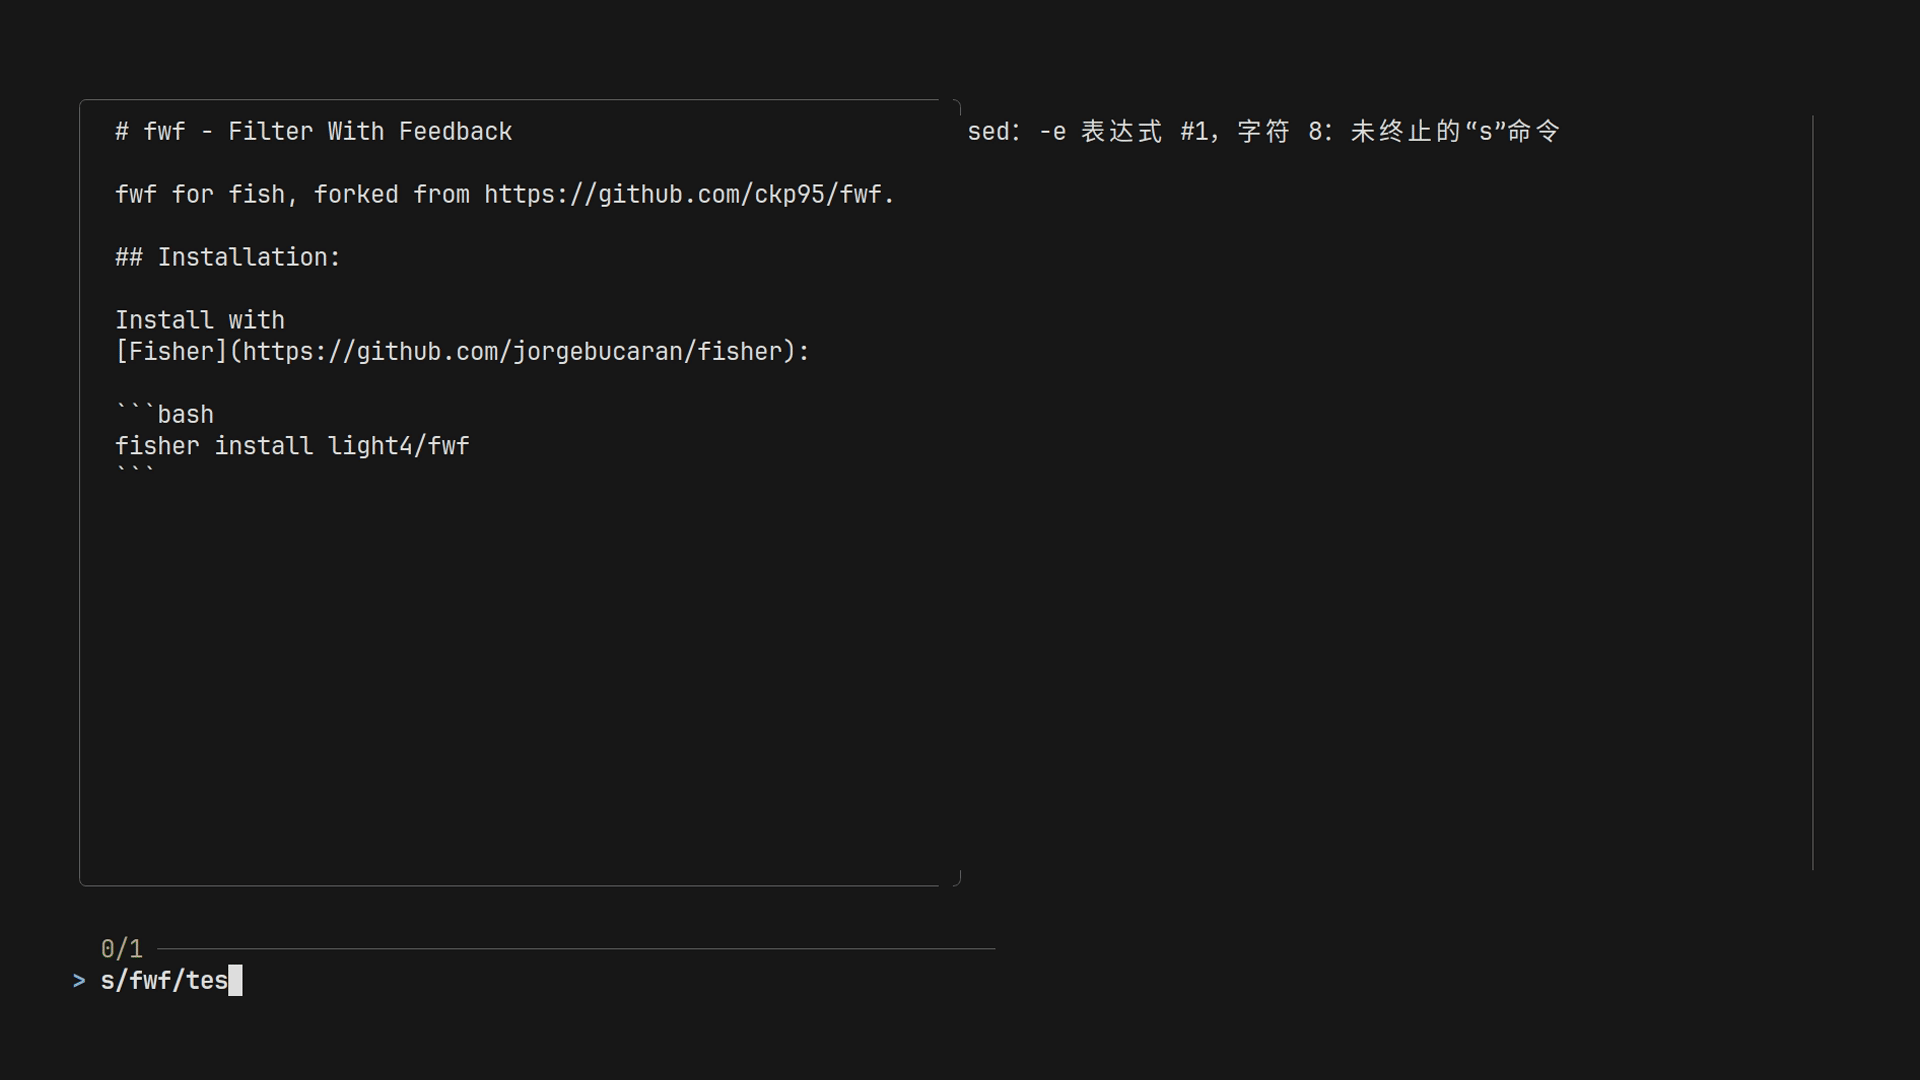 # fwf - Filter With Feedback
fwf for fish, forked from https://github.com/ckp95/fwf.
## Installation:
Install with
[Fisher](https://github.com/jorgebucaran/fisher):
```bash
fisher install light4/fwf
```
sed：-e 表达式 #1，字符 8：未终止的“s”命令
0/1
> s/fwf/tes